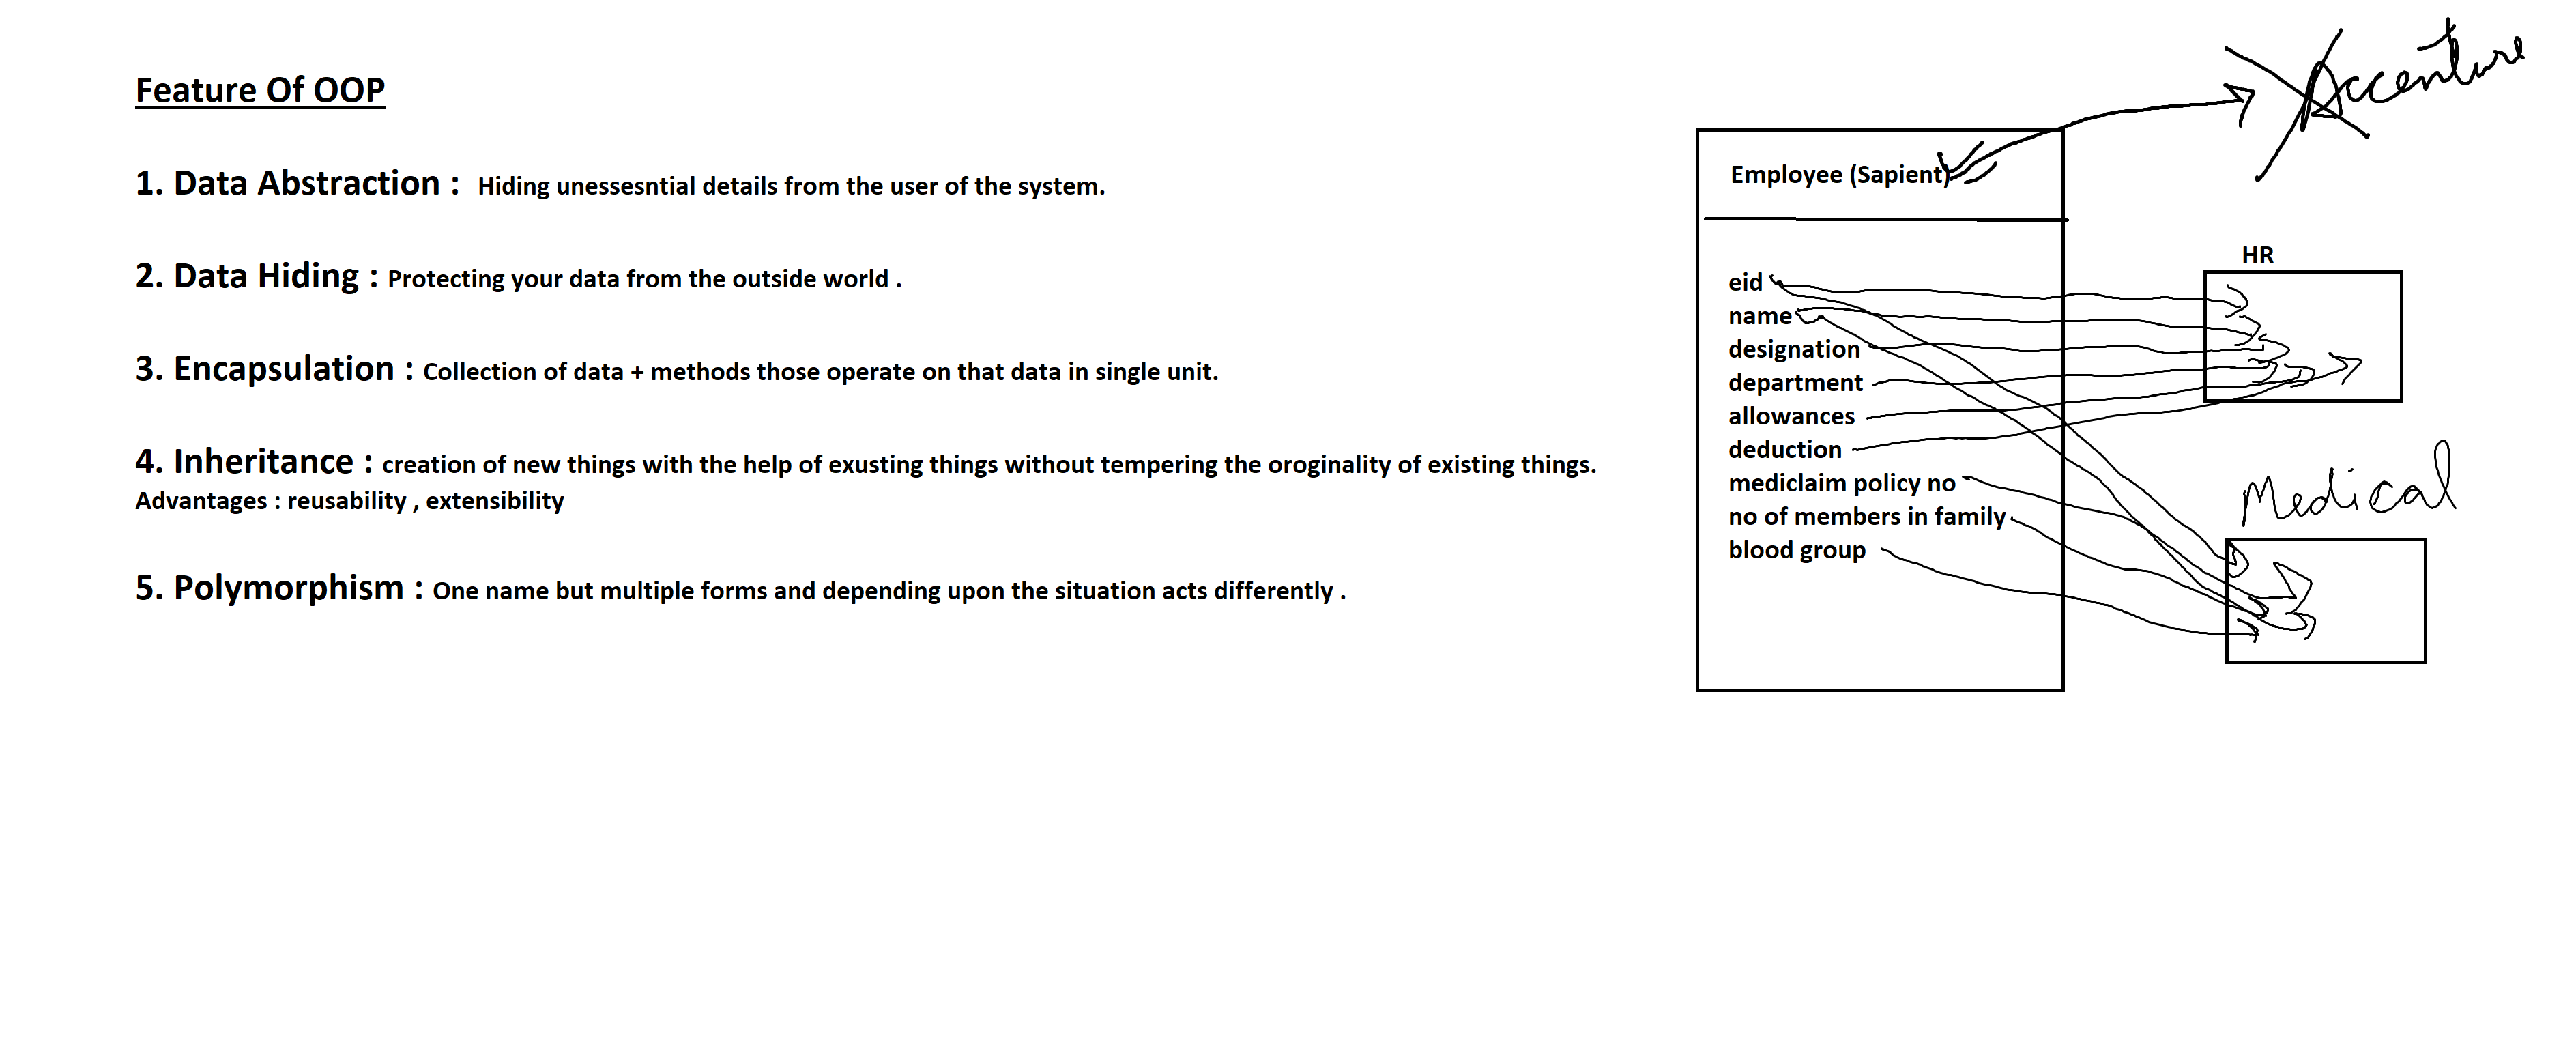 Feature Of OOP
1. Data Abstraction :  Hiding unessesntial details from the user of the system.
2. Data Hiding : Protecting your data from the outside world .
3. Encapsulation : Collection of data + methods those operate on that data in single unit.
4. Inheritance : creation of new things with the help of exusting things without tempering the oroginality of existing things.
Advantages : reusability , extensibility
5. Polymorphism : One name but multiple forms and depending upon the situation acts differently .
Accenture
Employee (Sapient)
HR
eid
name
designation
department
allowances
deduction
mediclaim policy no
no of members in family
blood group
Medical